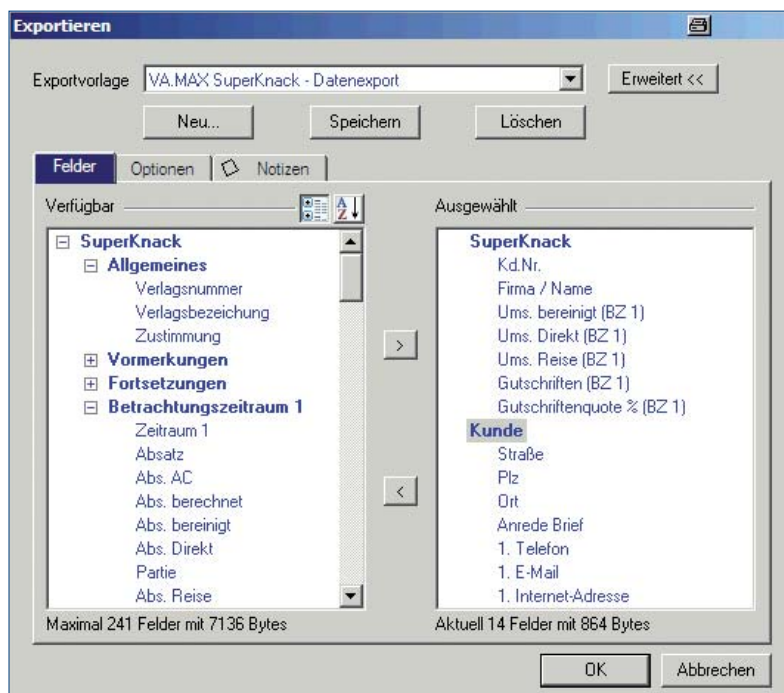 Exportieren
Exportvorlage VA.MAX SuperKnack - Datenexport Erweitert <<
Neu... Speichern Löschen
Felder Optionen Notizen
Verfügbar
SuperKnack
Allgemeines
Verlagsnummer
Verlagsbezeichung
Zustimmung
Vormerkungen
Fortsetzungen
Betrachtungszeitraum 1
Zeitraum 1
Absatz
Abs. AC
Abs. berechnet
Abs. bereinigt
Abs. Direkt
Partie
Abs. Reise
Maximal 241 Felder mit 7136 Bytes
>
<
Ausgewählt
SuperKnack
Kd.Nr.
Firma / Name
Ums. bereinigt (BZ 1)
Ums. Direkt (BZ 1)
Ums. Reise (BZ 1)
Gutschriften (BZ 1)
Gutschriftenquote % (BZ 1)
Kunde
Straße
Plz
Ort
Anrede Brief
1. Telefon
1. E-Mail
1. Internet-Adresse
Aktuell 14 Felder mit 864 Bytes
OK Abbrechen